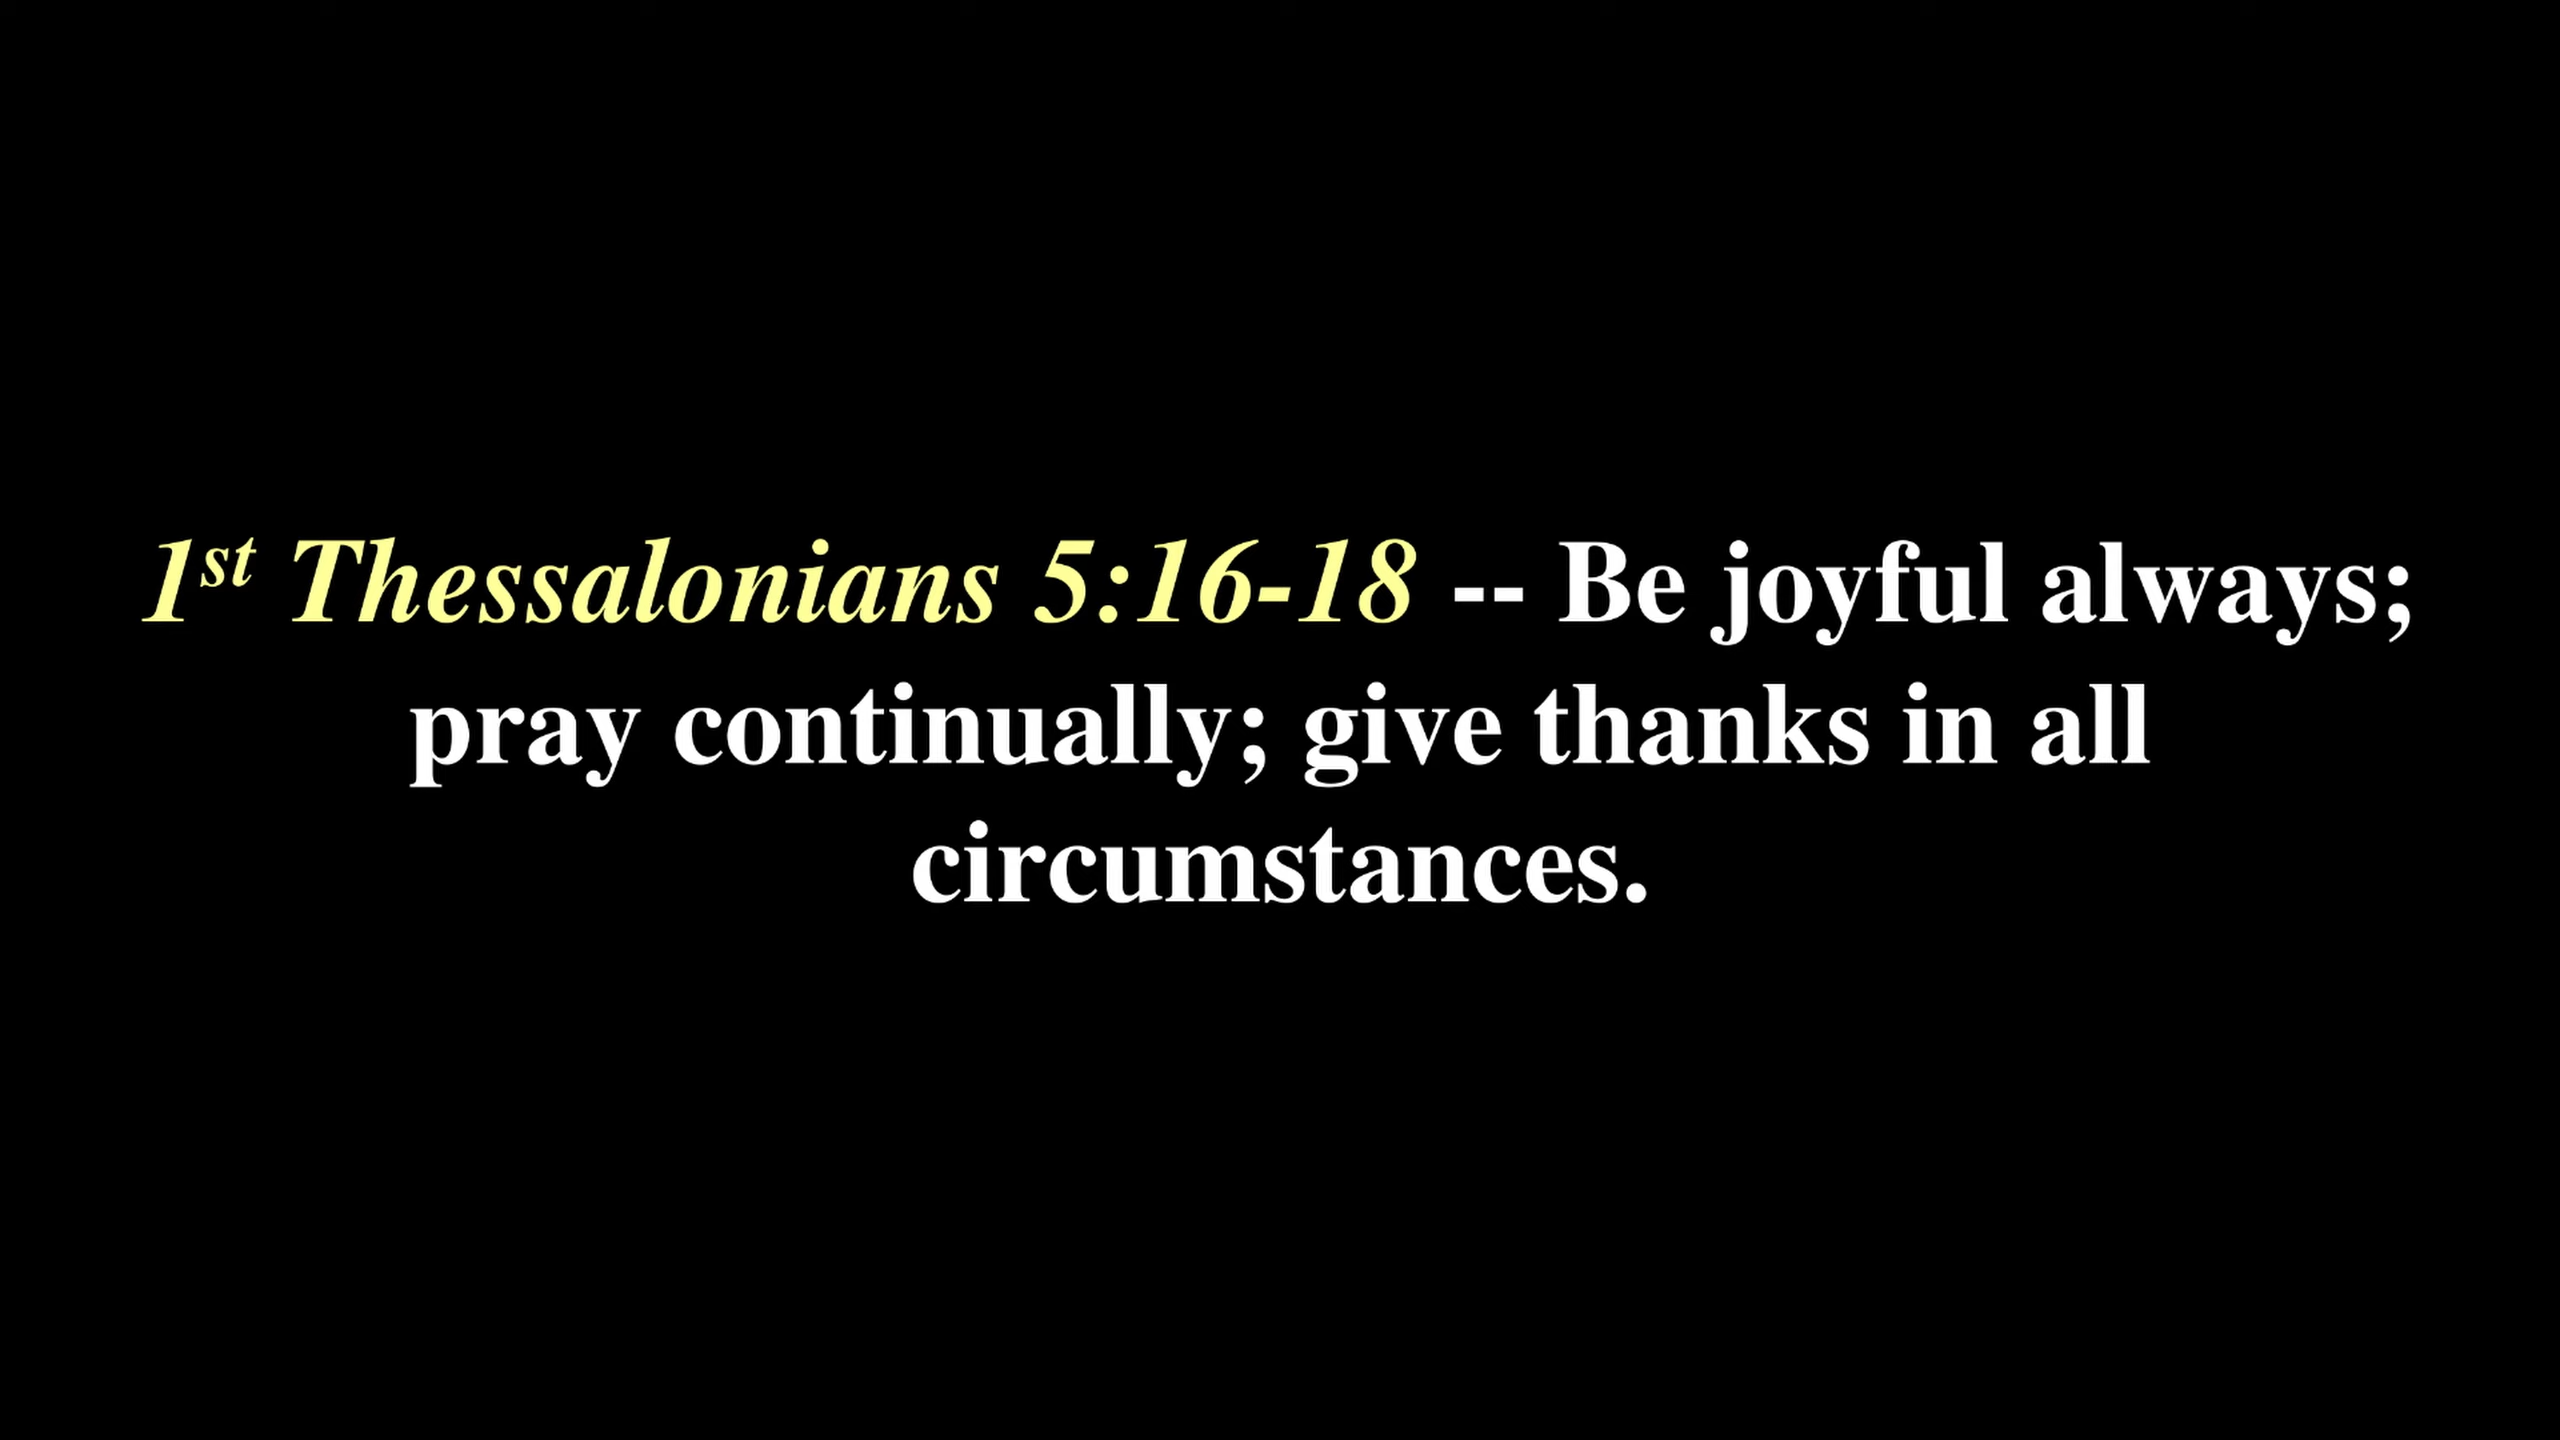 1st Thessalonians 5:16-18 -- Be joyful always;
pray continually; give thanks in all
circumstances.